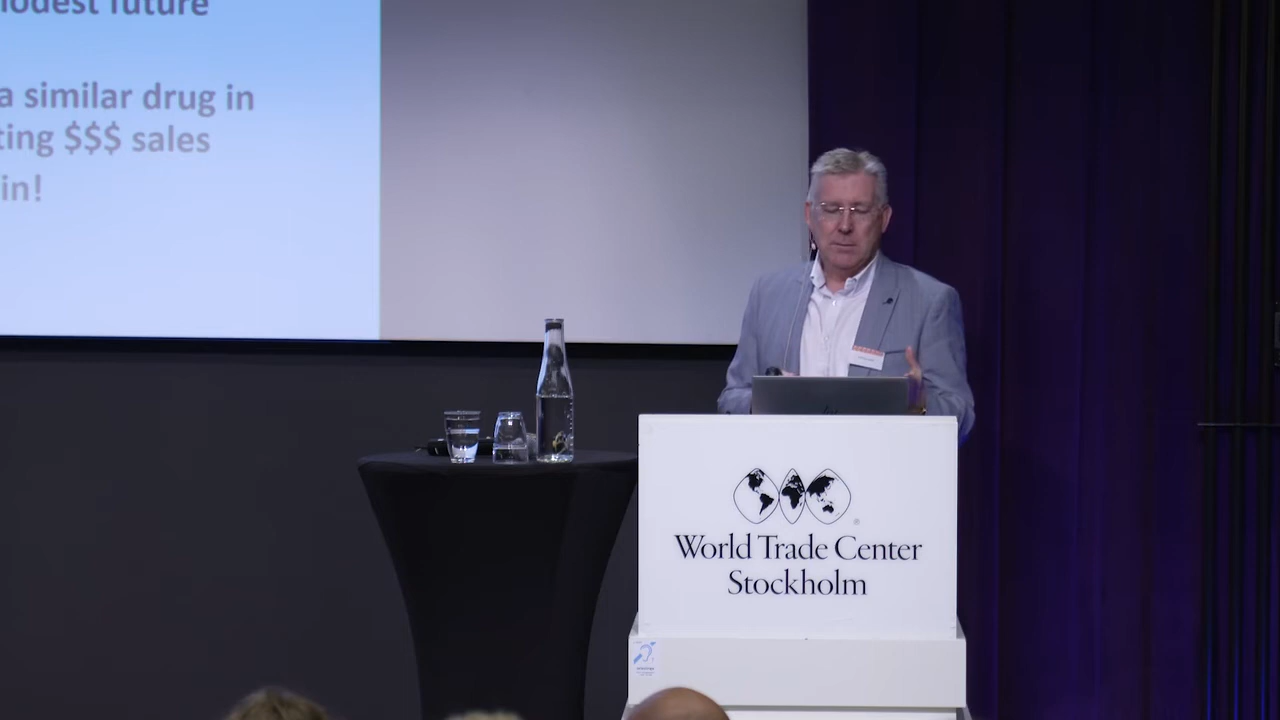 modest future
a similar drug in
ting $$$ sales
in!
World Trade Center
Stockholm